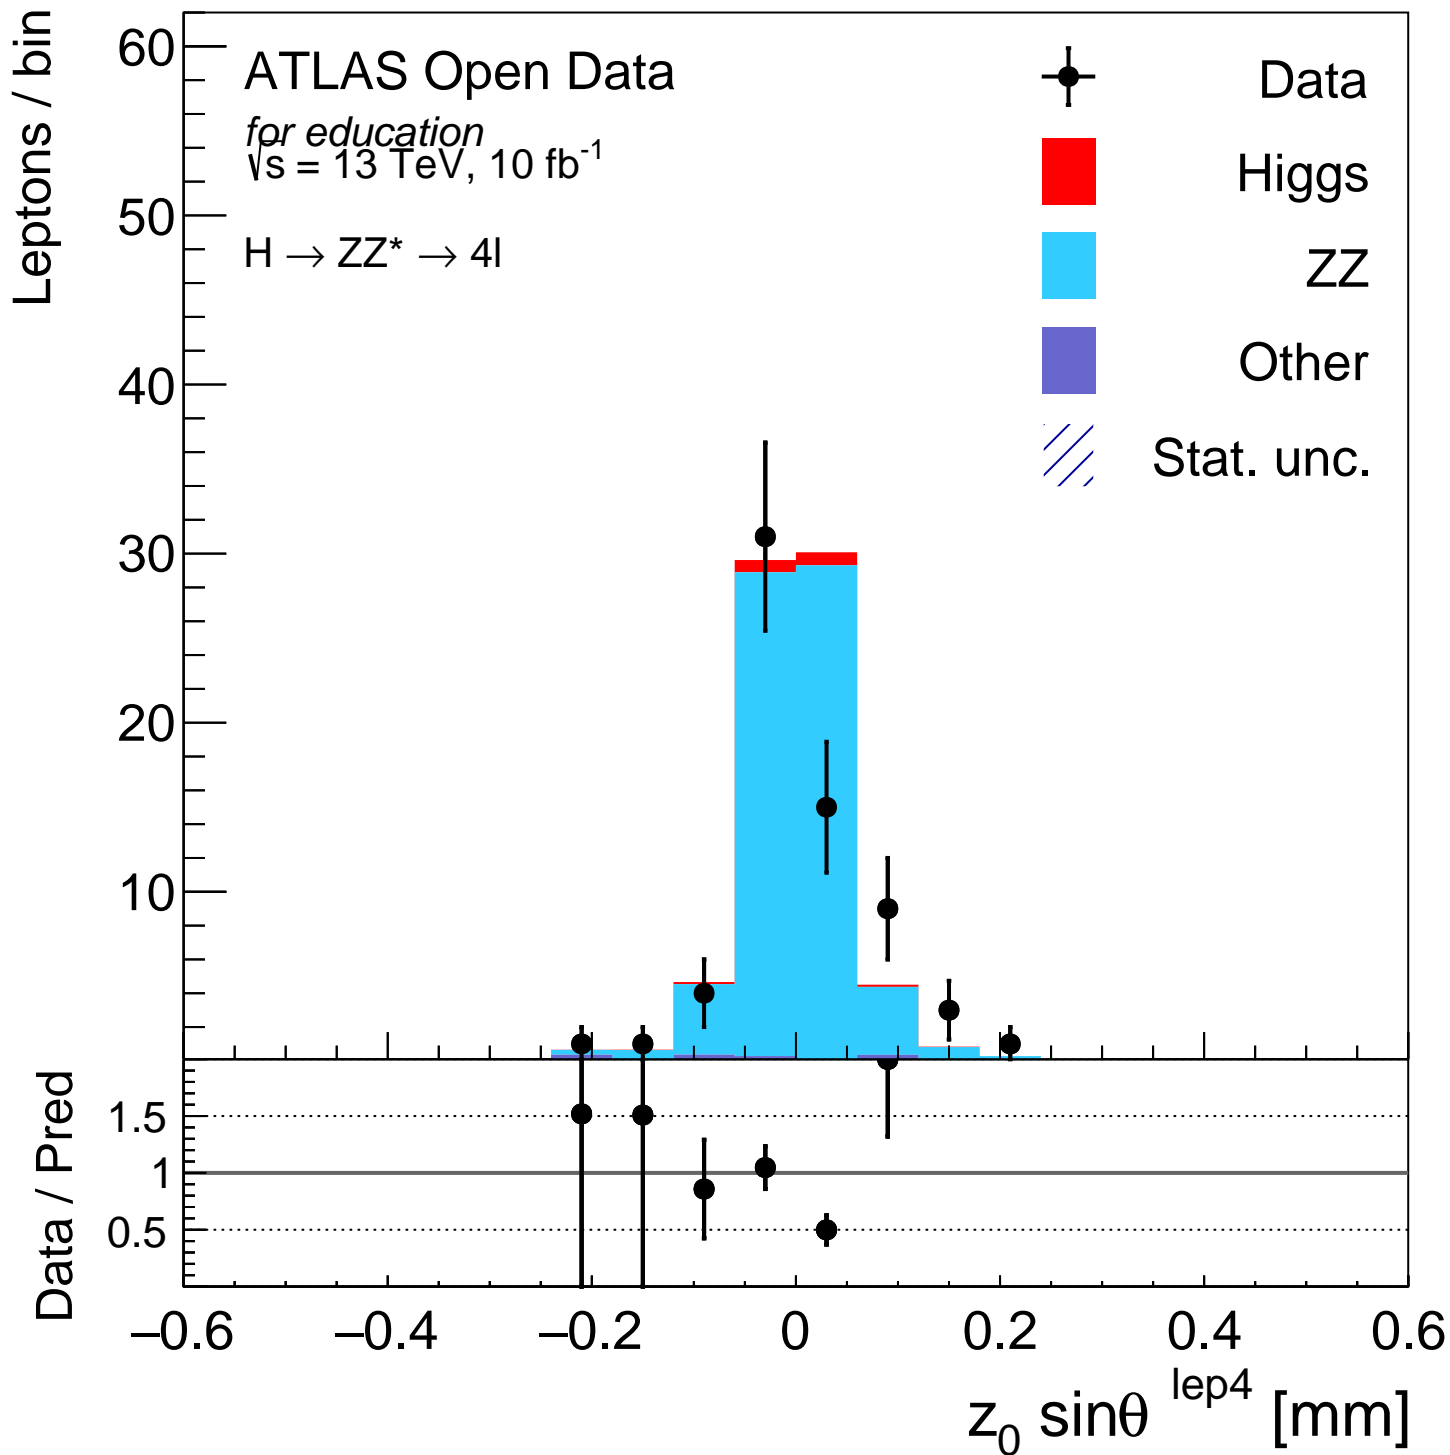 Leptons / bin
60
50
40
30
20
10
ATLAS Open Data
for education
√s = 13 TeV, 10 fb⁻¹
H → ZZ* → 4l
Data
Higgs
ZZ
Other
Stat. unc.
Data / Pred
1.5
1
0.5
−0.6 −0.4 −0.2 0 0.2 0.4 0.6
z₀ sinθ ˡᵉᵖ⁴ [mm]